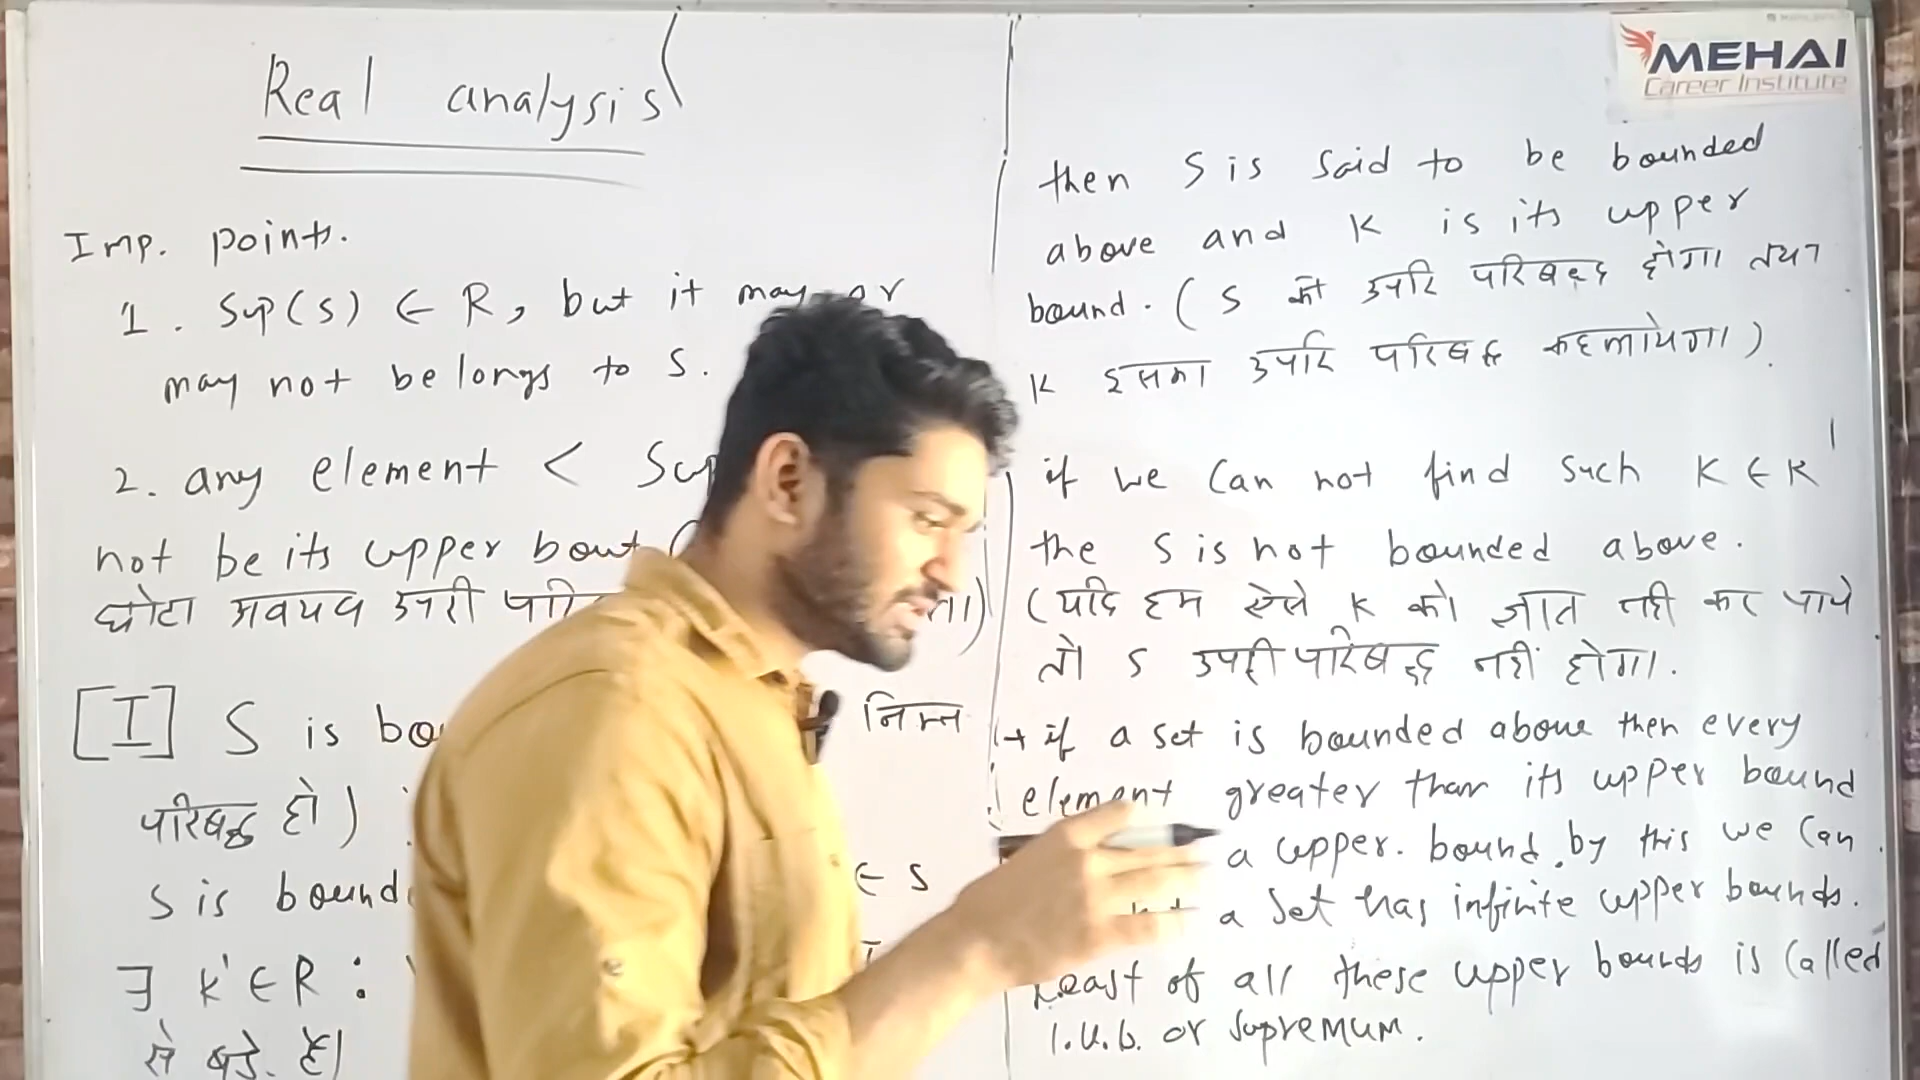 Real analysis
Imp. points.
1. Sup(S) ∈ R, but it may or
may not belongs to S.
2. any element < Sup
not be its upper bout (
छोटा अवयव उपरी
[I] S is bou
निम्न
परिबद्ध हो)
S is bounde
∈ S
∃ K' ∈ R :
से बड़े है।
MEHAI
Career Institute
then S is said to be bounded
above and K is its upper
bound. (S को उपरि परिबद्ध होगा तथा
K इसका उपरि परिबद्ध कहलायेगा)
if we can not find such K ∈ R
the S is not bounded above.
(यदि हम ऐसे K को ज्ञात नही कर पाये
तो S उपरी परिबद्ध नहीं होगा.
→ if a set is bounded above then every
element greater than its upper bound
a upper. bound. by this we can
a set has infinite upper bounds.
Least of all these upper bounds is called
l.u.b. or supremum.